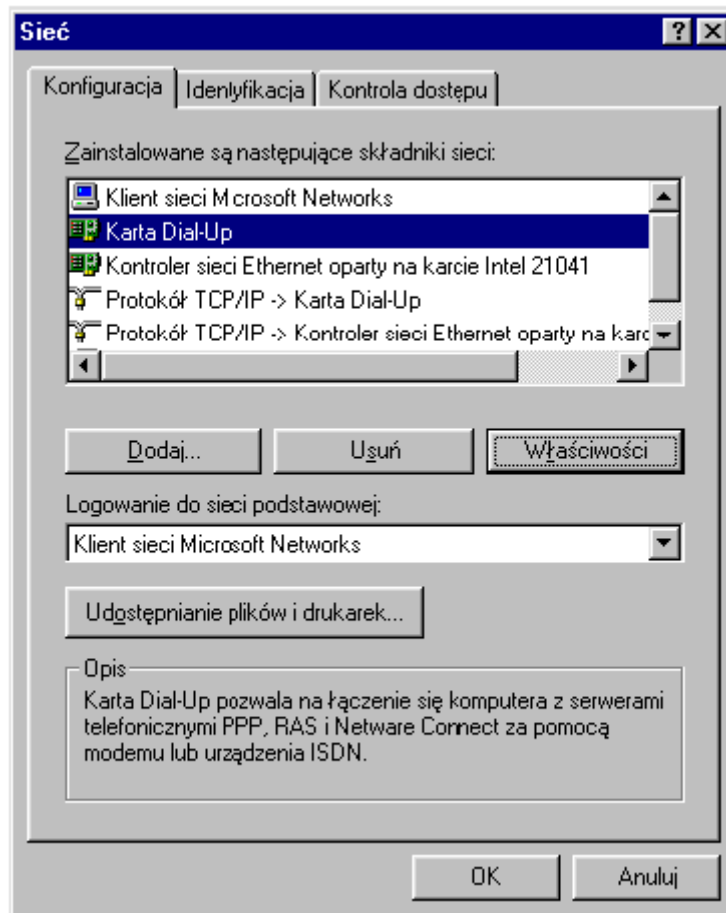 Sieć
Konfiguracja Identyfikacja Kontrola dostępu
Zainstalowane są następujące składniki sieci:
Klient sieci Microsoft Networks
Karta Dial-Up
Kontroler sieci Ethernet oparty na karcie Intel 21041
Protokół TCP/IP -> Karta Dial-Up
Protokół TCP/IP -> Kontroler sieci Ethernet oparty na karc
Dodaj... Usuń Właściwości
Logowanie do sieci podstawowej:
Klient sieci Microsoft Networks
Udostępnianie plików i drukarek...
Opis
Karta Dial-Up pozwala na łączenie się komputera z serwerami
telefonicznymi PPP, RAS i Netware Connect za pomocą
modemu lub urządzenia ISDN.
OK Anuluj